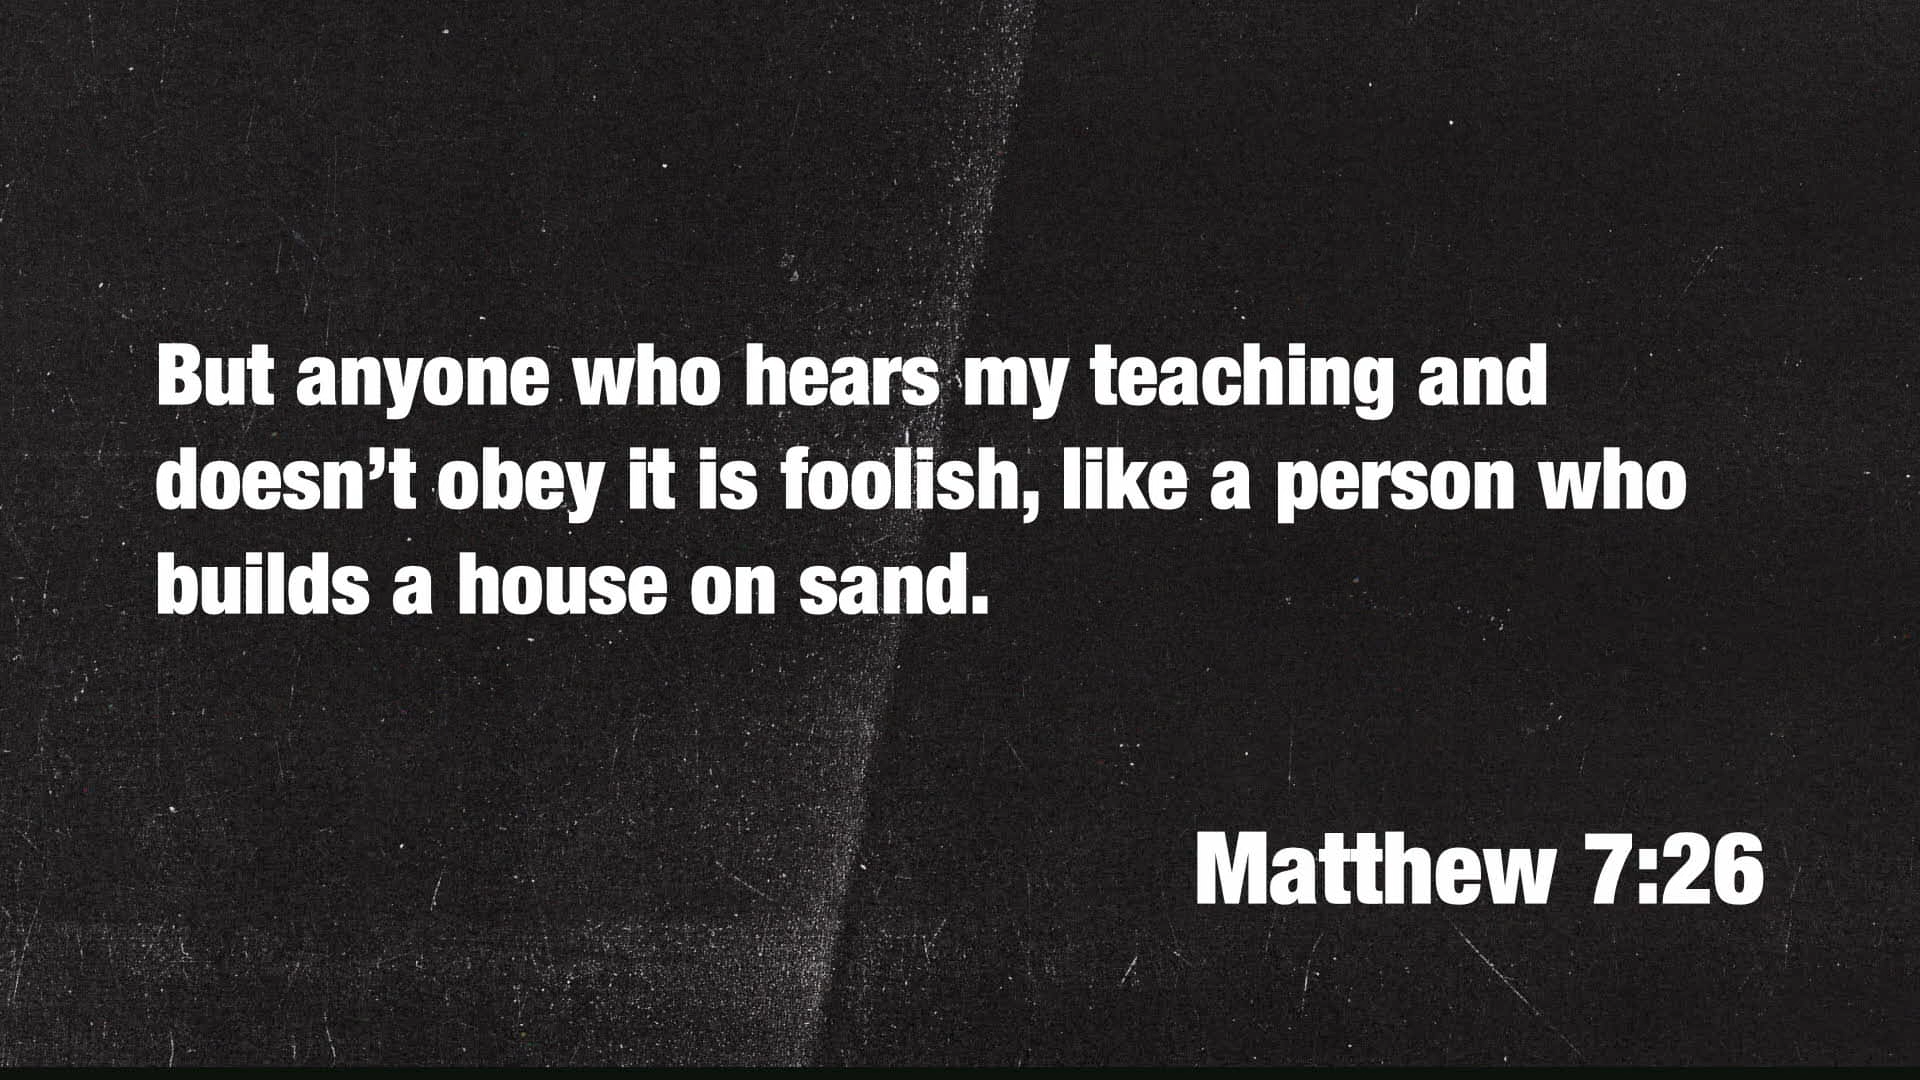 But anyone who hears my teaching and
doesn’t obey it is foolish, like a person who
builds a house on sand.
Matthew 7:26